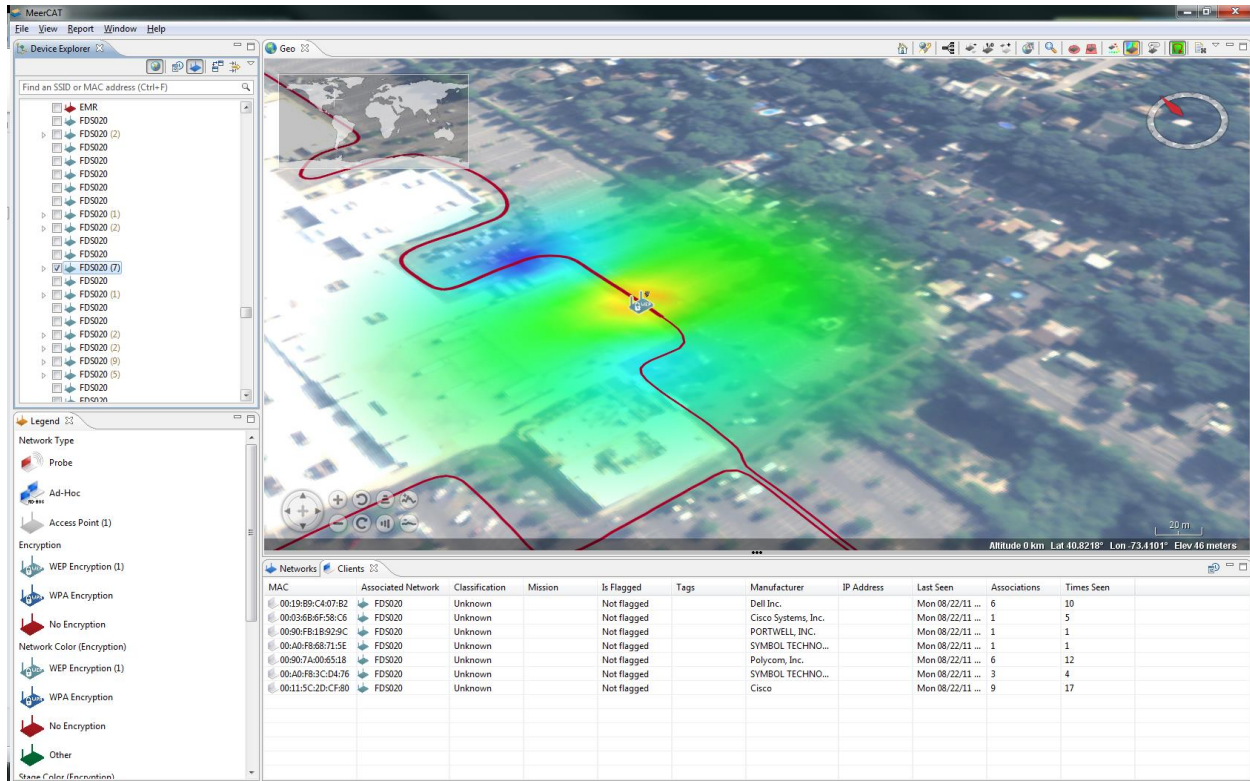 MeerCAT
File View Report Window Help
Device Explorer
Find an SSID or MAC address (Ctrl+F)
EMR
FDS020
FDS020 (2)
FDS020
FDS020
FDS020
FDS020
FDS020
FDS020 (1)
FDS020 (2)
FDS020
FDS020
FDS020 (7)
FDS020
FDS020 (1)
FDS020
FDS020
FDS020 (2)
FDS020 (2)
FDS020 (9)
FDS020 (5)
FDS020
FDS020
Legend
Network Type
Probe
Ad-Hoc
Access Point (1)
Encryption
WEP Encryption (1)
WPA Encryption
No Encryption
Network Color (Encryption)
WEP Encryption (1)
WPA Encryption
No Encryption
Other
Stage Color (Encryption)
Geo
20 m
Altitude 0 km Lat 40.8218° Lon -73.4101° Elev 46 meters
Networks Clients
MAC Associated Network Classification Mission Is Flagged Tags Manufacturer IP Address Last Seen Associations Times Seen
00:19:B9:C4:07:B2 FDS020 Unknown Not flagged Dell Inc. Mon 08/22/11 ... 6 10
00:03:6B:6F:58:C6 FDS020 Unknown Not flagged Cisco Systems, Inc. Mon 08/22/11 ... 1 5
00:90:FB:1B:92:9C FDS020 Unknown Not flagged PORTWELL, INC. Mon 08/22/11 ... 1 1
00:A0:F8:68:71:5E FDS020 Unknown Not flagged SYMBOL TECHNO... Mon 08/22/11 ... 1 1
00:90:7A:00:65:18 FDS020 Unknown Not flagged Polycom, Inc. Mon 08/22/11 ... 6 12
00:A0:F8:3C:D4:76 FDS020 Unknown Not flagged SYMBOL TECHNO... Mon 08/22/11 ... 3 4
00:11:5C:2D:CF:80 FDS020 Unknown Not flagged Cisco Mon 08/22/11 ... 9 17